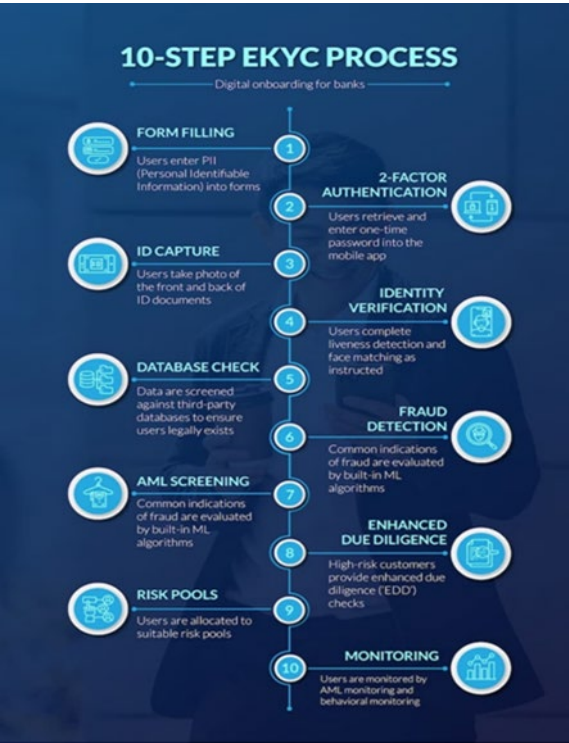 10-STEP EKYC PROCESS
Digital onboarding for banks
1
FORM FILLING
Users enter PII
(Personal Identifiable
Information) into forms
2
2-FACTOR
AUTHENTICATION
Users retrieve and
enter one-time
password into the
mobile app
3
ID CAPTURE
Users take photo of
the front and back of
ID documents
4
IDENTITY
VERIFICATION
Users complete
liveness detection and
face matching as
instructed
5
DATABASE CHECK
Data are screened
against third-party
databases to ensure
users legally exists
6
FRAUD
DETECTION
Common indications
of fraud are evaluated
by built-in ML
algorithms
7
AML SCREENING
Common indications
of fraud are evaluated
by built-in ML
algorithms
8
ENHANCED
DUE DILIGENCE
High-risk customers
provide enhanced due
diligence ('EDD')
checks
9
RISK POOLS
Users are allocated to
suitable risk pools
10
MONITORING
Users are monitored by
AML monitoring and
behavioral monitoring